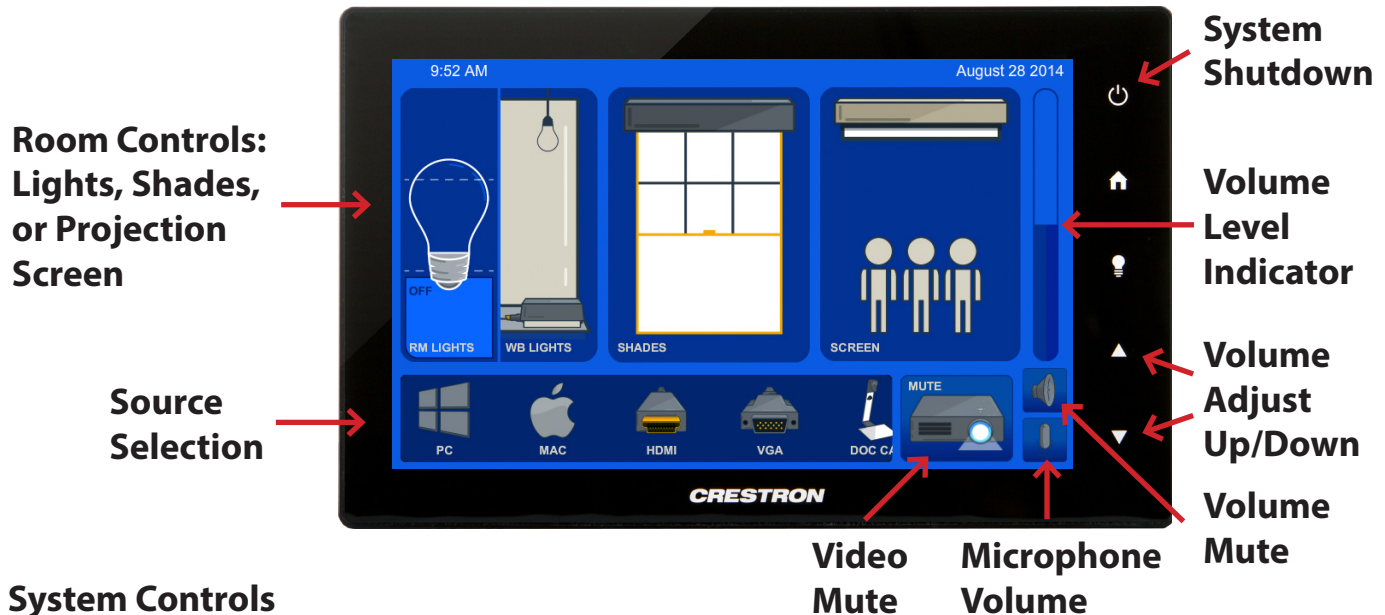 System
Shutdown
9:52 AM
August 28 2014
Room Controls:
Lights, Shades,
or Projection
Screen
Volume
Level
Indicator
OFF
RM LIGHTS
WB LIGHTS
SHADES
SCREEN
Volume
Adjust
Up/Down
Source
Selection
MUTE
PC
MAC
HDMI
VGA
DOC CA
CRESTRON
Volume
Mute
Video
Mute
Microphone
Volume
System Controls